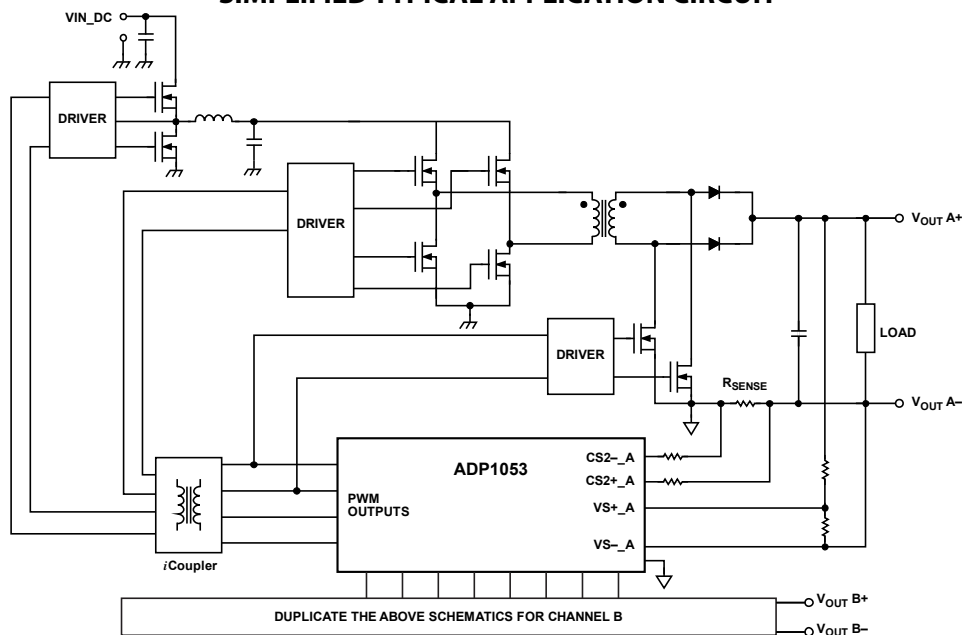 SIMPLIFIED TYPICAL APPLICATION CIRCUIT
VIN_DC
DRIVER
DRIVER
VOUT A+
LOAD
DRIVER
RSENSE
VOUT A–
ADP1053
CS2–_A
CS2+_A
PWM
OUTPUTS
VS+_A
VS–_A
iCoupler
DUPLICATE THE ABOVE SCHEMATICS FOR CHANNEL B
VOUT B+
VOUT B–